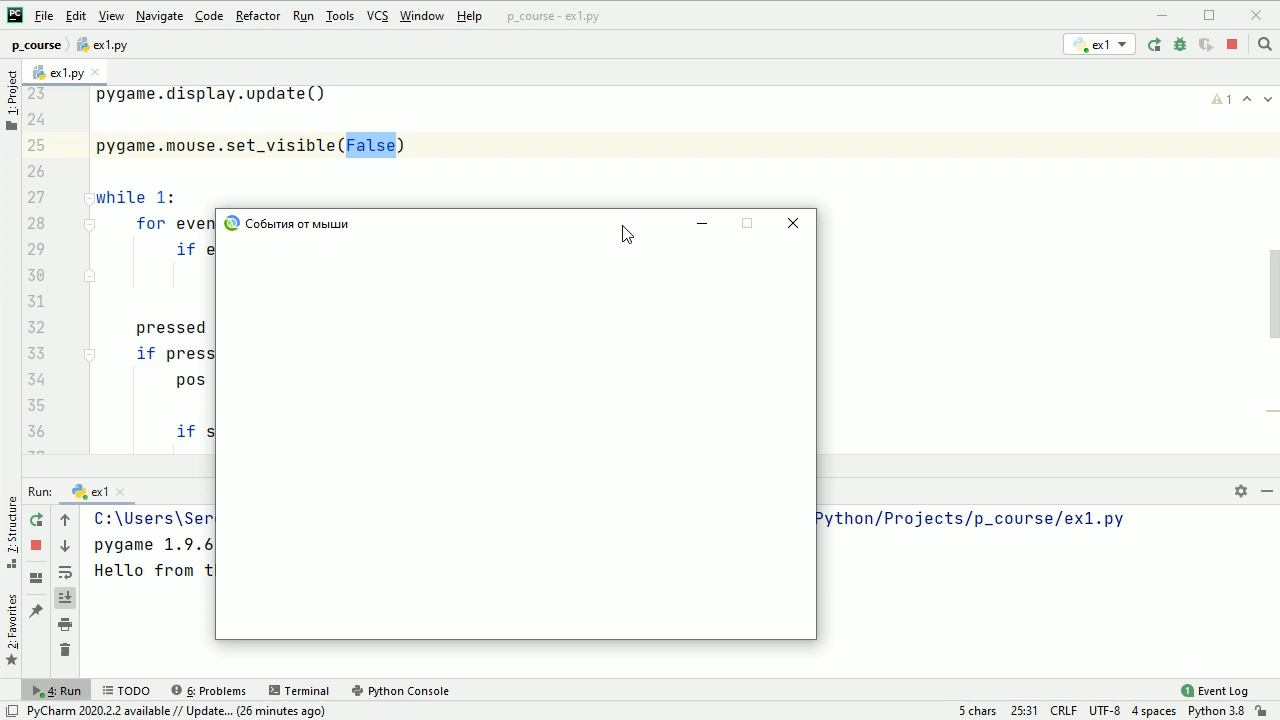 File Edit View Navigate Code Refactor Run Tools VCS Window Help p_course - ex1.py
p_course ex1.py ex1
1: Project
ex1.py
23 pygame.display.update()
1
24
25 pygame.mouse.set_visible(False)
26
27 while 1:
28 for even
29 if e
30
31
32 pressed
33 if press
34 pos
35
36 if s
События от мыши
7: Structure
2: Favorites
Run: ex1
C:\Users\Ser Python/Projects/p_course/ex1.py
pygame 1.9.6
Hello from t
4: Run TODO 6: Problems Terminal Python Console 1 Event Log
PyCharm 2020.2.2 available // Update... (26 minutes ago) 5 chars 25:31 CRLF UTF-8 4 spaces Python 3.8